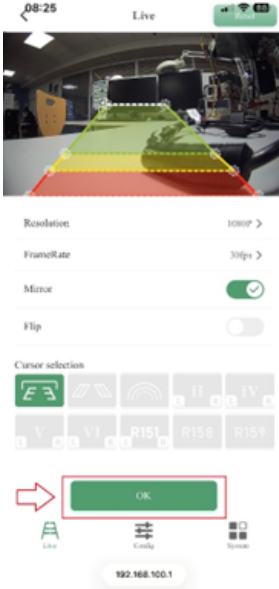 08:25
88
Live
Reset
Resolution
1080P >
FrameRate
30fps >
Mirror
Flip
Cursor selection
II
L R
IV
L R
V
L R
VI
L R
R151
L R
R158
R159
OK
Live
Config
System
192.168.100.1